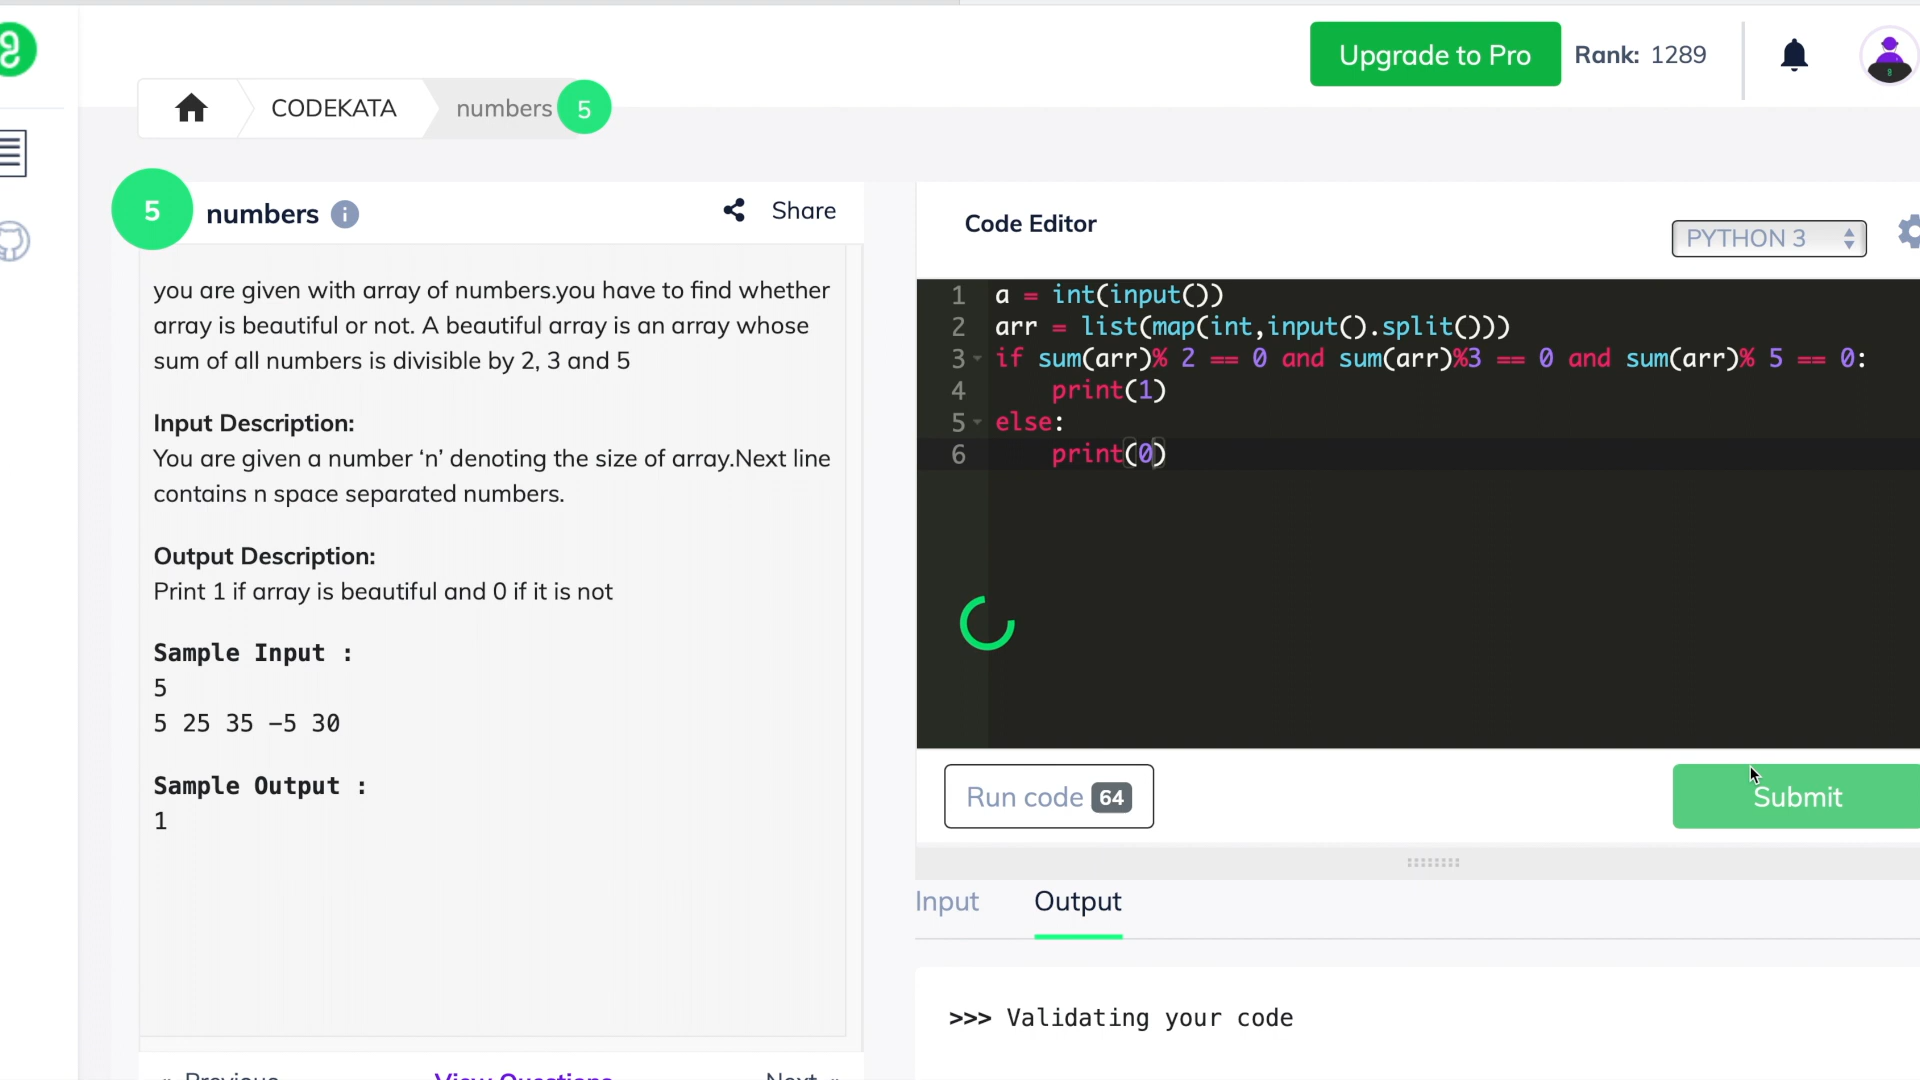 Upgrade to Pro
Rank: 1289
CODEKATA
numbers 5
5 numbers i
Share
you are given with array of numbers.you have to find whether
array is beautiful or not. A beautiful array is an array whose
sum of all numbers is divisible by 2, 3 and 5
Input Description:
You are given a number ‘n’ denoting the size of array.Next line
contains n space separated numbers.
Output Description:
Print 1 if array is beautiful and 0 if it is not
Sample Input :
5
5 25 35 −5 30
Sample Output :
1
« Previous
View Questions
Next »
Code Editor
PYTHON 3
1 a = int(input())
2 arr = list(map(int,input().split()))
3 if sum(arr)% 2 == 0 and sum(arr)%3 == 0 and sum(arr)% 5 == 0:
4 print(1)
5 else:
6 print(0)
Run code 64
Submit
Input
Output
>>> Validating your code